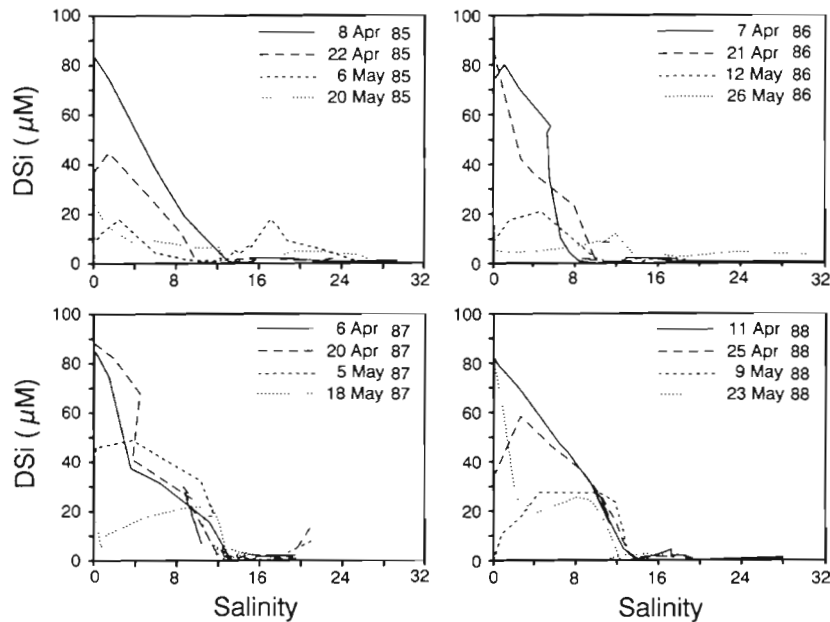 100
80
60
40
20
0
DSi ( μM)
8 Apr 85
22 Apr 85
6 May 85
20 May 85
0 8 16 24 32
100
80
60
40
20
0
7 Apr 86
21 Apr 86
12 May 86
26 May 86
0 8 16 24 32
100
80
60
40
20
0
DSi ( μM)
6 Apr 87
20 Apr 87
5 May 87
18 May 87
0 8 16 24 32
Salinity
100
80
60
40
20
0
11 Apr 88
25 Apr 88
9 May 88
23 May 88
0 8 16 24 32
Salinity